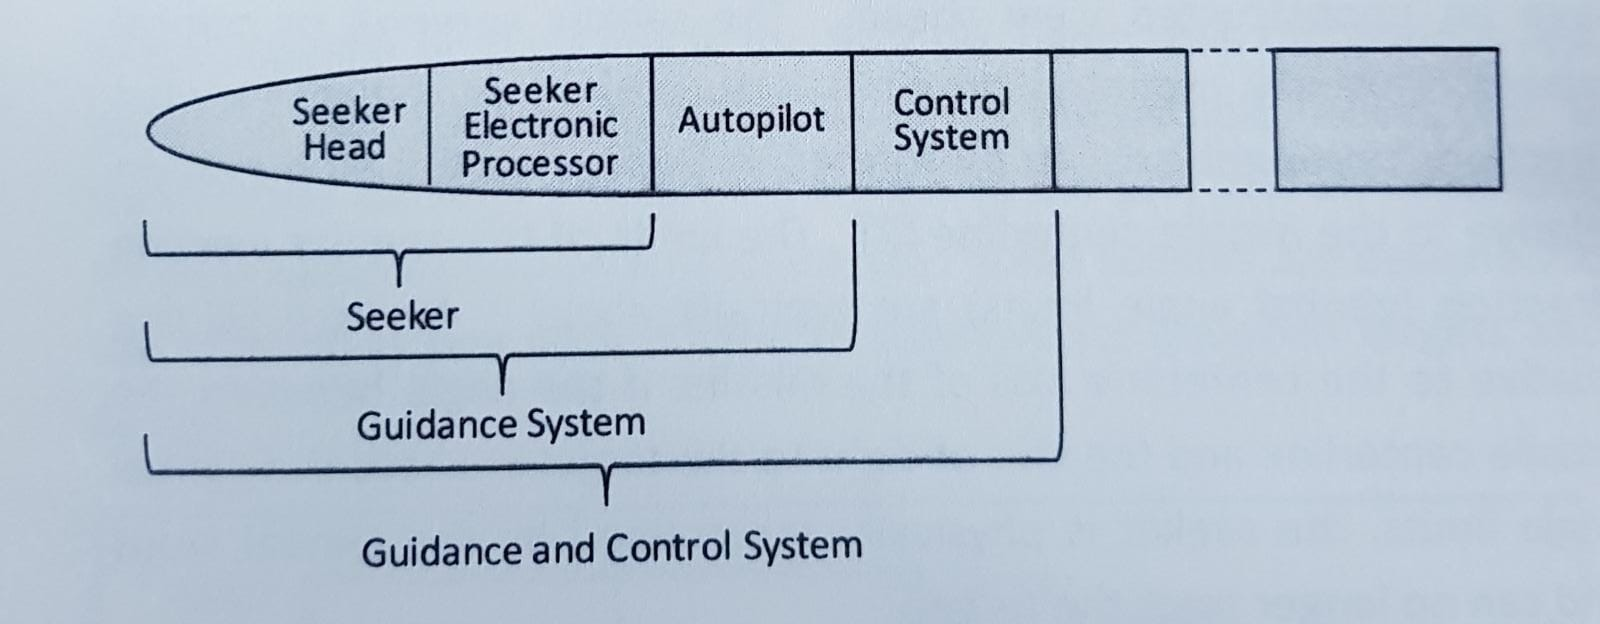 Seeker
Head
Seeker
Electronic
Processor
Autopilot
Control
System
Seeker
Guidance System
Guidance and Control System